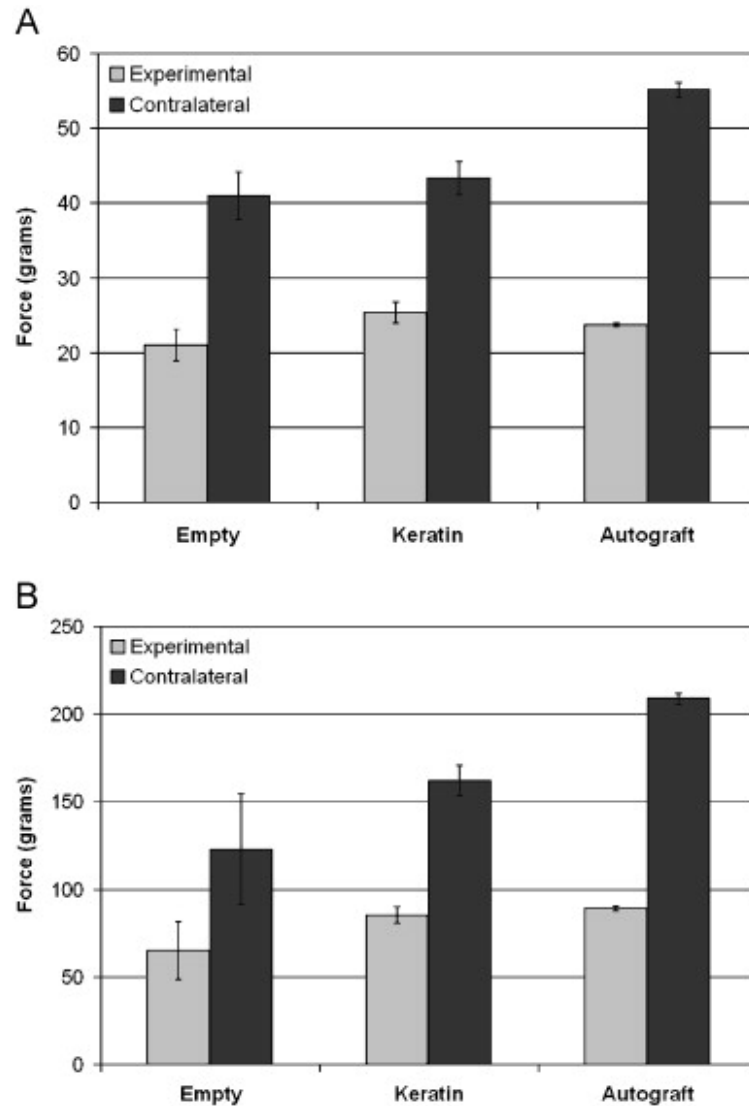 A
60
Experimental
Contralateral
50
40
30
20
10
0
Force (grams)
Empty Keratin Autograft
B
250
Experimental
Contralateral
200
150
100
50
0
Force (grams)
Empty Keratin Autograft